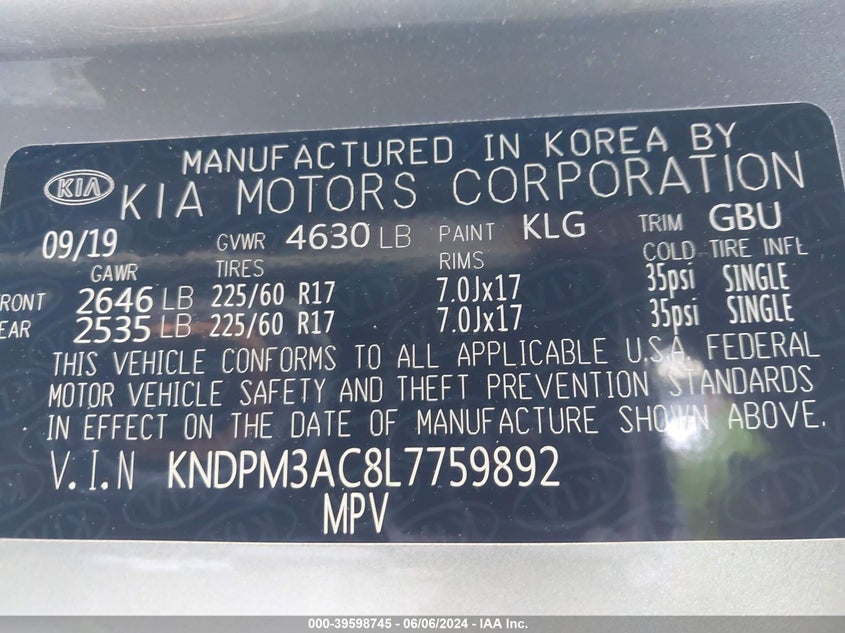 MANUFACTURED IN KOREA BY
KIA KIA MOTORS CORPORATION
09/19 GVWR 4630 LB PAINT KLG TRIM GBU
GAWR TIRES RIMS COLD TIRE INFL
RONT 2646 LB 225/60 R17 7.0Jx17 35psi SINGLE
EAR 2535 LB 225/60 R17 7.0Jx17 35psi SINGLE
THIS VEHICLE CONFORMS TO ALL APPLICABLE U.S.A. FEDERAL
MOTOR VEHICLE SAFETY AND THEFT PREVENTION STANDARDS
IN EFFECT ON THE DATE OF MANUFACTURE SHOWN ABOVE.
V.I.N KNDPM3AC8L7759892
MPV
000-39598745 - 06/06/2024 - IAA Inc.